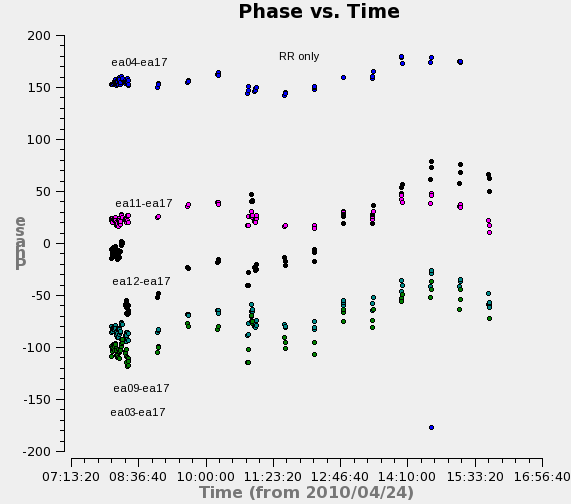 Phase vs. Time
200
ea04-ea17
RR only
150
100
50
ea11-ea17
phase
0
ea12-ea17
-50
-100
ea09-ea17
-150
ea03-ea17
-200
07:13:20 08:36:40 10:00:00 11:23:20 12:46:40 14:10:00 15:33:20 16:56:40
Time (from 2010/04/24)